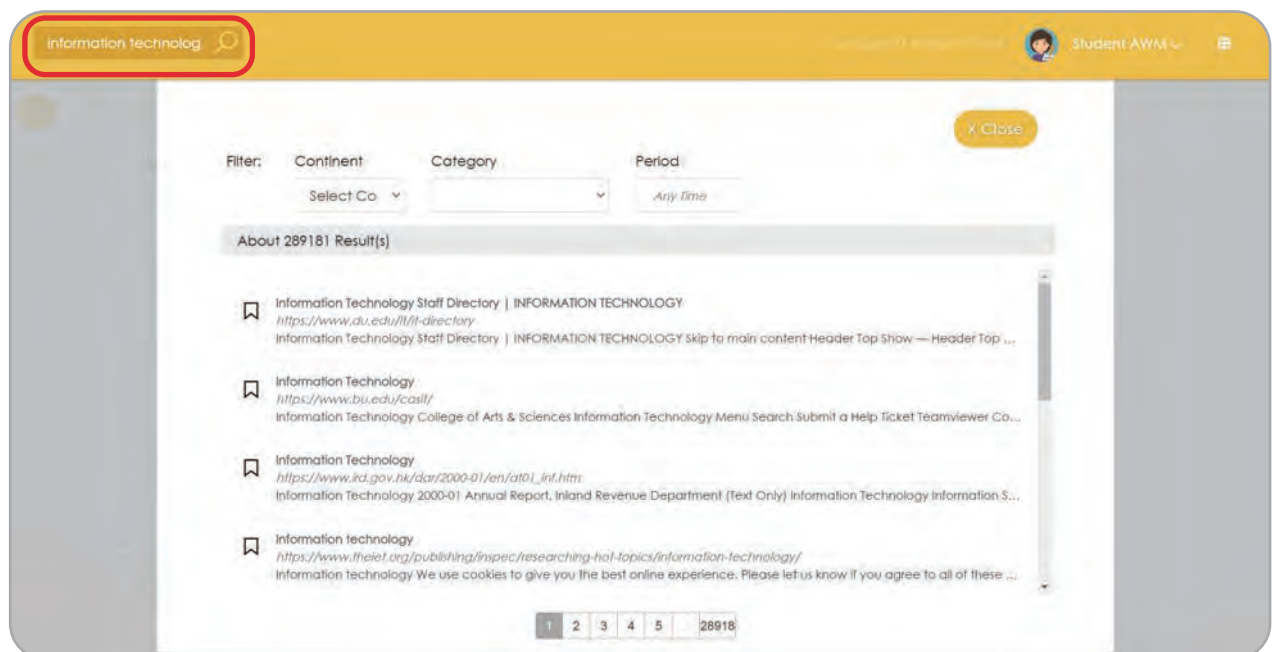 information technolog
Student AWM
X Close
Filter: Continent Category Period
Select Co Any Time
About 289181 Result(s)
Information Technology Staff Directory | INFORMATION TECHNOLOGY
https://www.du.edu/it/it-directory
Information Technology Staff Directory | INFORMATION TECHNOLOGY Skip to main content Header Top Show — Header Top ...
Information Technology
https://www.bu.edu/casit/
Information Technology College of Arts & Sciences Information Technology Menu Search Submit a Help Ticket Teamviewer Co...
Information Technology
https://www.ird.gov.hk/dar/2000-01/en/at01_inf.htm
Information Technology 2000-01 Annual Report, Inland Revenue Department (Text Only) Information Technology Information S...
Information technology
https://www.theiet.org/publishing/inspec/researching-hot-topics/information-technology/
Information technology We use cookies to give you the best online experience. Please let us know if you agree to all of these ...
1 2 3 4 5 28918